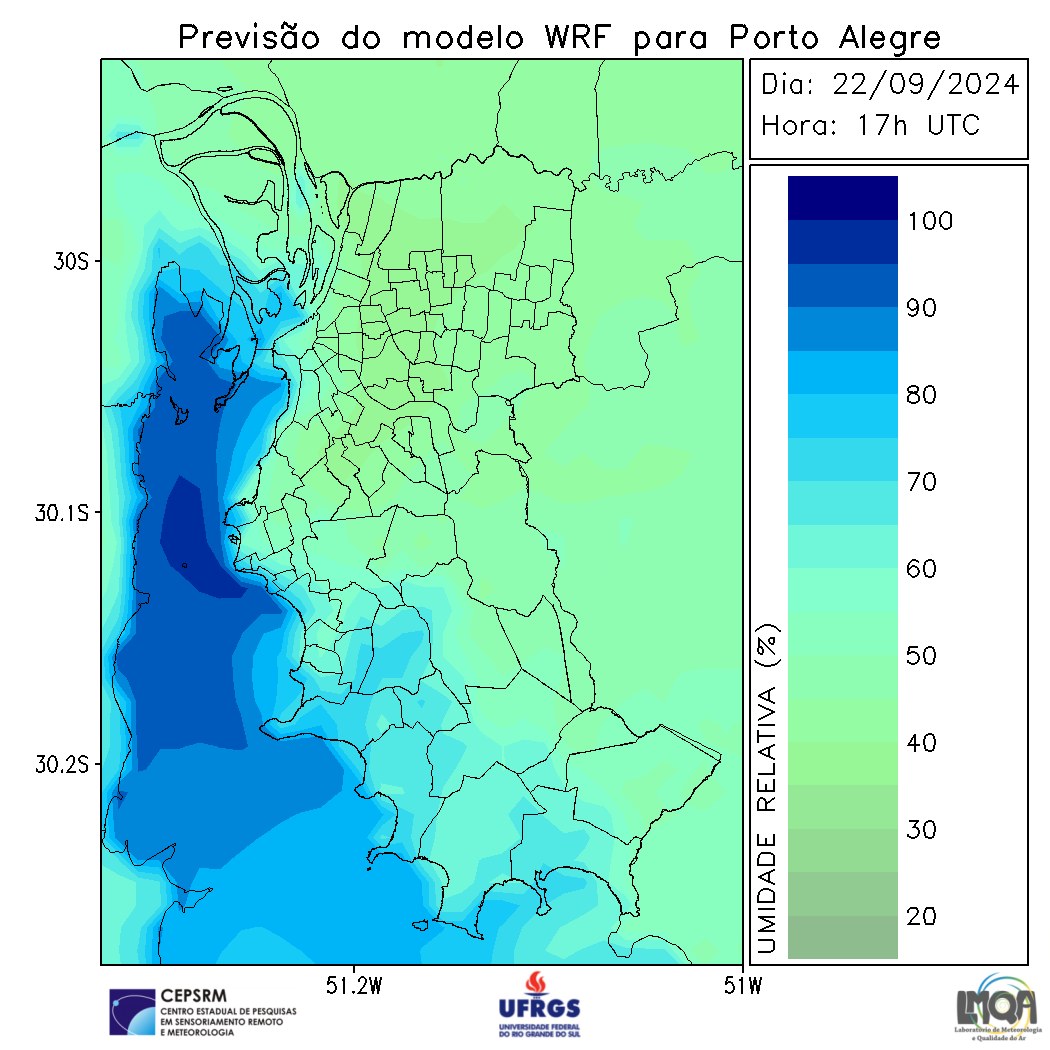 Previsão do modelo WRF para Porto Alegre
Dia: 22/09/2024
Hora: 17h UTC
30S
30.1S
30.2S
51.2W
51W
UMIDADE RELATIVA (%)
100
90
80
70
60
50
40
30
20
CEPSRM
CENTRO ESTADUAL DE PESQUISAS
EM SENSORIAMENTO REMOTO
E METEOROLOGIA
UFRGS
UNIVERSIDADE FEDERAL
DO RIO GRANDE DO SUL
LMQA
Laboratório de Meteorologia
e Qualidade do Ar